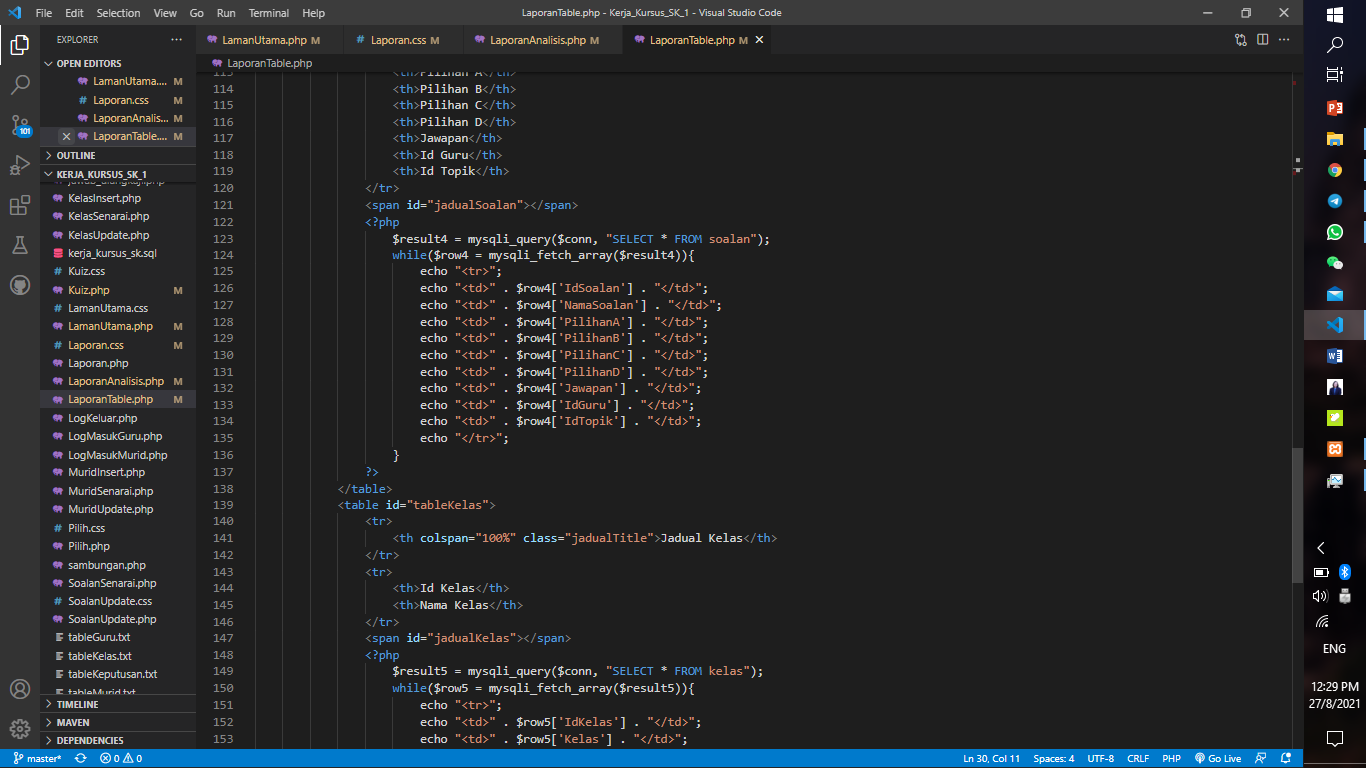 File Edit Selection View Go Run Terminal Help LaporanTable.php - Kerja_Kursus_SK_1 - Visual Studio Code
EXPLORER
LamanUtama.php M
Laporan.css M
LaporanAnalisis.php M
LaporanTable.php M
OPEN EDITORS
LamanUtama.... M
Laporan.css M
LaporanAnalis... M
LaporanTable.... M
OUTLINE
KERJA_KURSUS_SK_1
KelasInsert.php
KelasSenarai.php
KelasUpdate.php
kerja_kursus_sk.sql
Kuiz.css
Kuiz.php M
LamanUtama.css
LamanUtama.php M
Laporan.css M
Laporan.php
LaporanAnalisis.php M
LaporanTable.php M
LogKeluar.php
LogMasukGuru.php
LogMasukMurid.php
MuridInsert.php
MuridSenarai.php
MuridUpdate.php
Pilih.css
Pilih.php
sambungan.php
SoalanSenarai.php
SoalanUpdate.css
SoalanUpdate.php
tableGuru.txt
tableKelas.txt
tableKeputusan.txt
tableMurid.txt
TIMELINE
MAVEN
DEPENDENCIES
101
LaporanTable.php
113 <th>Pilihan A</th>
114 <th>Pilihan B</th>
115 <th>Pilihan C</th>
116 <th>Pilihan D</th>
117 <th>Jawapan</th>
118 <th>Id Guru</th>
119 <th>Id Topik</th>
120 </tr>
121 <span id="jadualSoalan"></span>
122 <?php
123 $result4 = mysqli_query($conn, "SELECT * FROM soalan");
124 while($row4 = mysqli_fetch_array($result4)){
125 echo "<tr>";
126 echo "<td>" . $row4['IdSoalan'] . "</td>";
127 echo "<td>" . $row4['NamaSoalan'] . "</td>";
128 echo "<td>" . $row4['PilihanA'] . "</td>";
129 echo "<td>" . $row4['PilihanB'] . "</td>";
130 echo "<td>" . $row4['PilihanC'] . "</td>";
131 echo "<td>" . $row4['PilihanD'] . "</td>";
132 echo "<td>" . $row4['Jawapan'] . "</td>";
133 echo "<td>" . $row4['IdGuru'] . "</td>";
134 echo "<td>" . $row4['IdTopik'] . "</td>";
135 echo "</tr>";
136 }
137 ?>
138 </table>
139 <table id="tableKelas">
140 <tr>
141 <th colspan="100%" class="jadualTitle">Jadual Kelas</th>
142 </tr>
143 <tr>
144 <th>Id Kelas</th>
145 <th>Nama Kelas</th>
146 </tr>
147 <span id="jadualKelas"></span>
148 <?php
149 $result5 = mysqli_query($conn, "SELECT * FROM kelas");
150 while($row5 = mysqli_fetch_array($result5)){
151 echo "<tr>";
152 echo "<td>" . $row5['IdKelas'] . "</td>";
153 echo "<td>" . $row5['Kelas'] . "</td>";
master* 0 0 Ln 30, Col 11 Spaces: 4 UTF-8 CRLF PHP Go Live
ENG
12:29 PM
27/8/2021